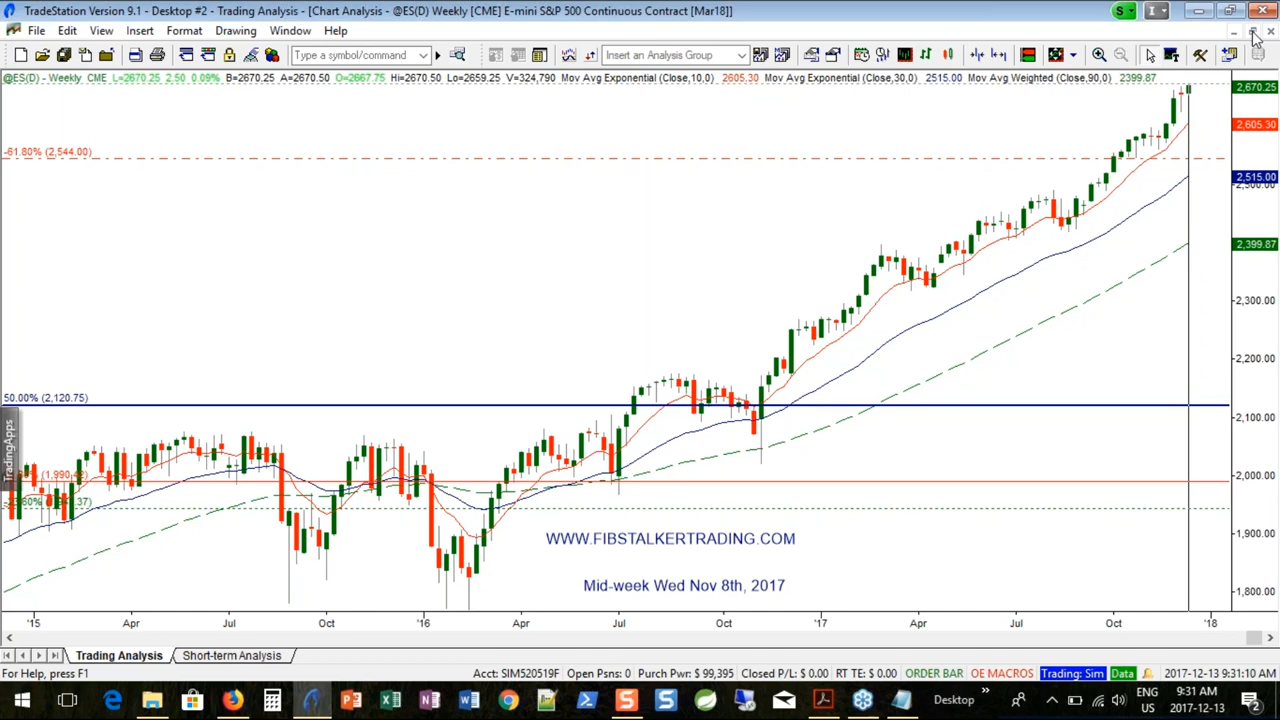 TradeStation Version 9.1 - Desktop #2 - Trading Analysis - [Chart Analysis - @ES(D) Weekly [CME] E-mini S&P 500 Continuous Contract [Mar18]]
File Edit View Insert Format Drawing Window Help
Type a symbol/command
Insert an Analysis Group
@ES(D) - Weekly CME L=2670.25 2.50 0.09% B=2670.25 A=2670.50 O=2667.75 Hi=2670.50 Lo=2659.25 V=324,790 Mov Avg Exponential (Close,10,0) 2605.30 Mov Avg Exponential (Close,30,0) 2515.00 Mov Avg Weighted (Close,90,0) 2399.87
2,670.25
2,605.30
-61.80% (2,544.00)
2,515.00
2,500.00
2,399.87
2,300.00
2,200.00
50.00% (2,120.75)
2,100.00
TradingApps
(1,990.42)
2,000.00
1,900.00
WWW.FIBSTALKERTRADING.COM
Mid-week Wed Nov 8th, 2017
1,800.00
'15 Apr Jul Oct '16 Apr Jul Oct '17 Apr Jul Oct '18
Trading Analysis Short-term Analysis
For Help, press F1
Acct: SIM520519F Open Psns: 0 Purch Pwr: $ 99,395 Closed P/L: $ 0.00 RT TE: $ 0.00 ORDER BAR OE MACROS Trading: Sim Data 2017-12-13 9:31:10 AM
Desktop
ENG
US
9:31 AM
2017-12-13
2